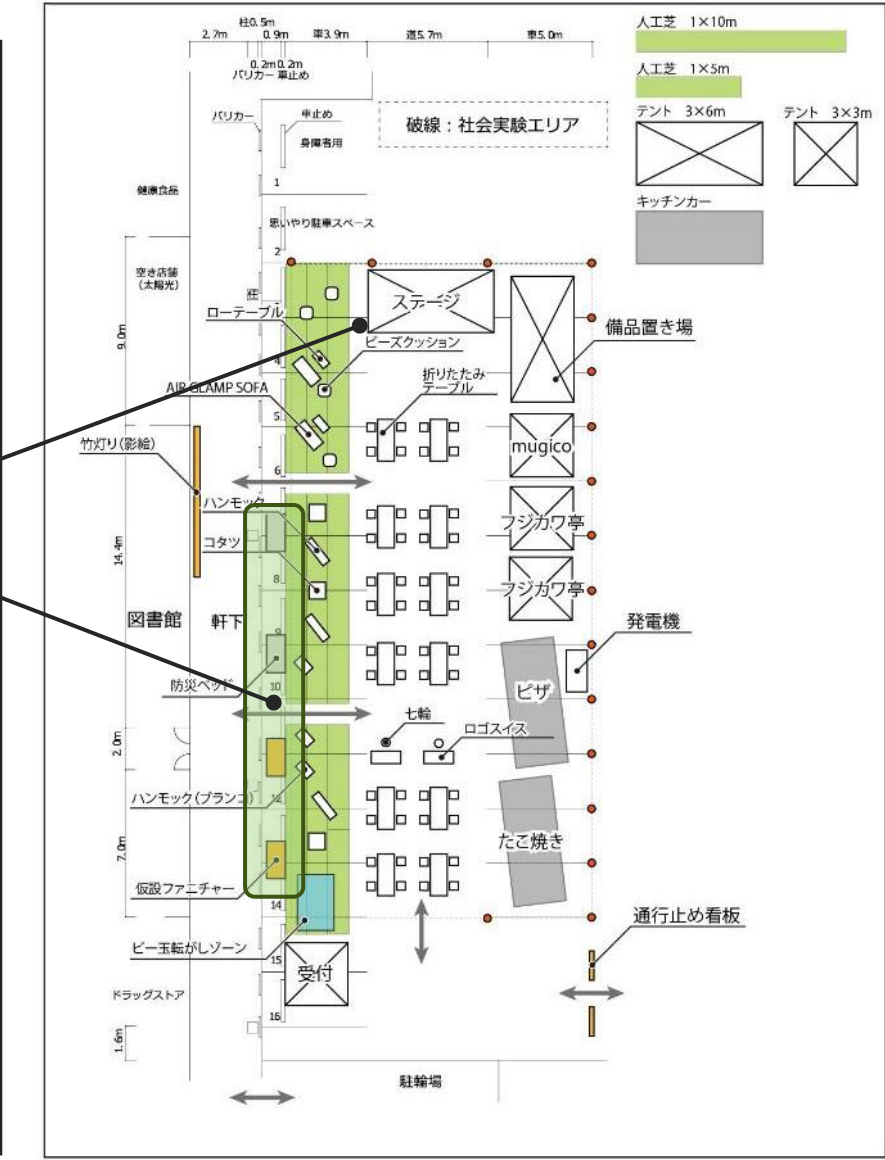 柱0.5m
2.7m
0.9m
車3.9m
道5.7m
車5.0m
0.2m0.2m
バリカー 車止め
人工芝 1×10m
人工芝 1×5m
テント 3×6m
テント 3×3m
キッチンカー
バリカー
車止め
身障者用
破線：社会実験エリア
1
健康食品
思いやり駐車スペース
2
空き店舗
（太陽光）
ステージ
ローテーブル
ビーズクッション
備品置き場
9.0m
4
折りたたみ
テーブル
AIR GLAMP SOFA
5
mugico
竹灯り(影絵)
6
ハンモック
フジカワ亭
コタツ
14.4m
8
フジカワ亭
図書館
軒下
9
発電機
防災ベッド
10
ピザ
七輪
ロゴスイス
2.0m
ハンモック(ブランコ)
12
たこ焼き
7.0m
仮設ファニチャー
14
通行止め看板
ビー玉転がしゾーン
15
受付
ドラッグストア
16
1.6m
駐輪場